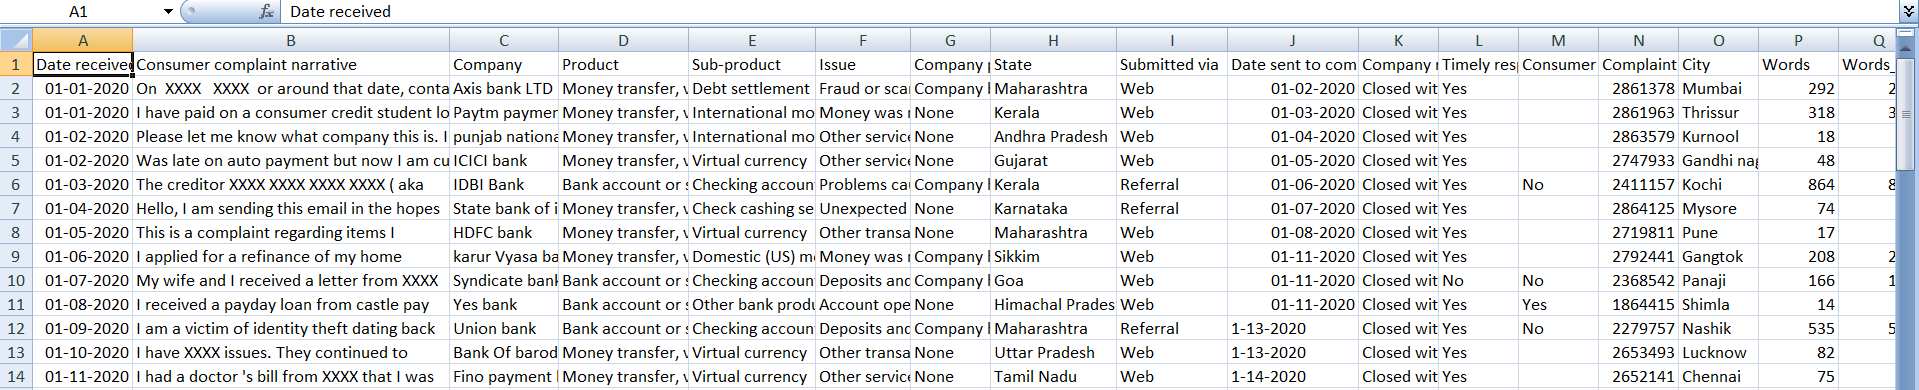 A1 fx Date received
A B C D E F G H I J K L M N O P Q
1 Date received Consumer complaint narrative Company Product Sub-product Issue Company State Submitted via Date sent to com Company Timely res Consumer Complaint City Words Words_
2 01-01-2020 On XXXX XXXX or around that date, conta Axis bank LTD Money transfer, Debt settlement Fraud or sca Company Maharashtra Web 01-02-2020 Closed wit Yes 2861378 Mumbai 292 2
3 01-01-2020 I have paid on a consumer credit student lo Paytm paymen Money transfer, International mo Money was None Kerala Web 01-03-2020 Closed wit Yes 2861963 Thrissur 318 3
4 01-02-2020 Please let me know what company this is. I punjab nationa Money transfer, International mo Other service None Andhra Pradesh Web 01-04-2020 Closed wit Yes 2863579 Kurnool 18
5 01-02-2020 Was late on auto payment but now I am cu ICICI bank Money transfer, Virtual currency Other service None Gujarat Web 01-05-2020 Closed wit Yes 2747933 Gandhi nag 48
6 01-03-2020 The creditor XXXX XXXX XXXX XXXX ( aka IDBI Bank Bank account or Checking accoun Problems cau Company Kerala Referral 01-06-2020 Closed wit Yes No 2411157 Kochi 864 8
7 01-04-2020 Hello, I am sending this email in the hopes State bank of i Money transfer, Check cashing se Unexpected None Karnataka Referral 01-07-2020 Closed wit Yes 2864125 Mysore 74
8 01-05-2020 This is a complaint regarding items I HDFC bank Money transfer, Virtual currency Other transa None Maharashtra Web 01-08-2020 Closed wit Yes 2719811 Pune 17
9 01-06-2020 I applied for a refinance of my home karur Vyasa ba Money transfer, Domestic (US) m Money was Company Sikkim Web 01-11-2020 Closed wit Yes 2792441 Gangtok 208 2
10 01-07-2020 My wife and I received a letter from XXXX Syndicate bank Bank account or Checking accoun Deposits and Company Goa Web 01-11-2020 Closed wit No No 2368542 Panaji 166 1
11 01-08-2020 I received a payday loan from castle pay Yes bank Bank account or Other bank produ Account ope None Himachal Prades Web 01-11-2020 Closed wit Yes Yes 1864415 Shimla 14
12 01-09-2020 I am a victim of identity theft dating back Union bank Bank account or Checking accoun Deposits and Company Maharashtra Referral 1-13-2020 Closed wit Yes No 2279757 Nashik 535 5
13 01-10-2020 I have XXXX issues. They continued to Bank Of barod Money transfer, Virtual currency Other transa None Uttar Pradesh Web 1-13-2020 Closed wit Yes 2653493 Lucknow 82
14 01-11-2020 I had a doctor 's bill from XXXX that I was Fino payment Money transfer, Virtual currency Other service None Tamil Nadu Web 1-14-2020 Closed wit Yes 2652141 Chennai 75